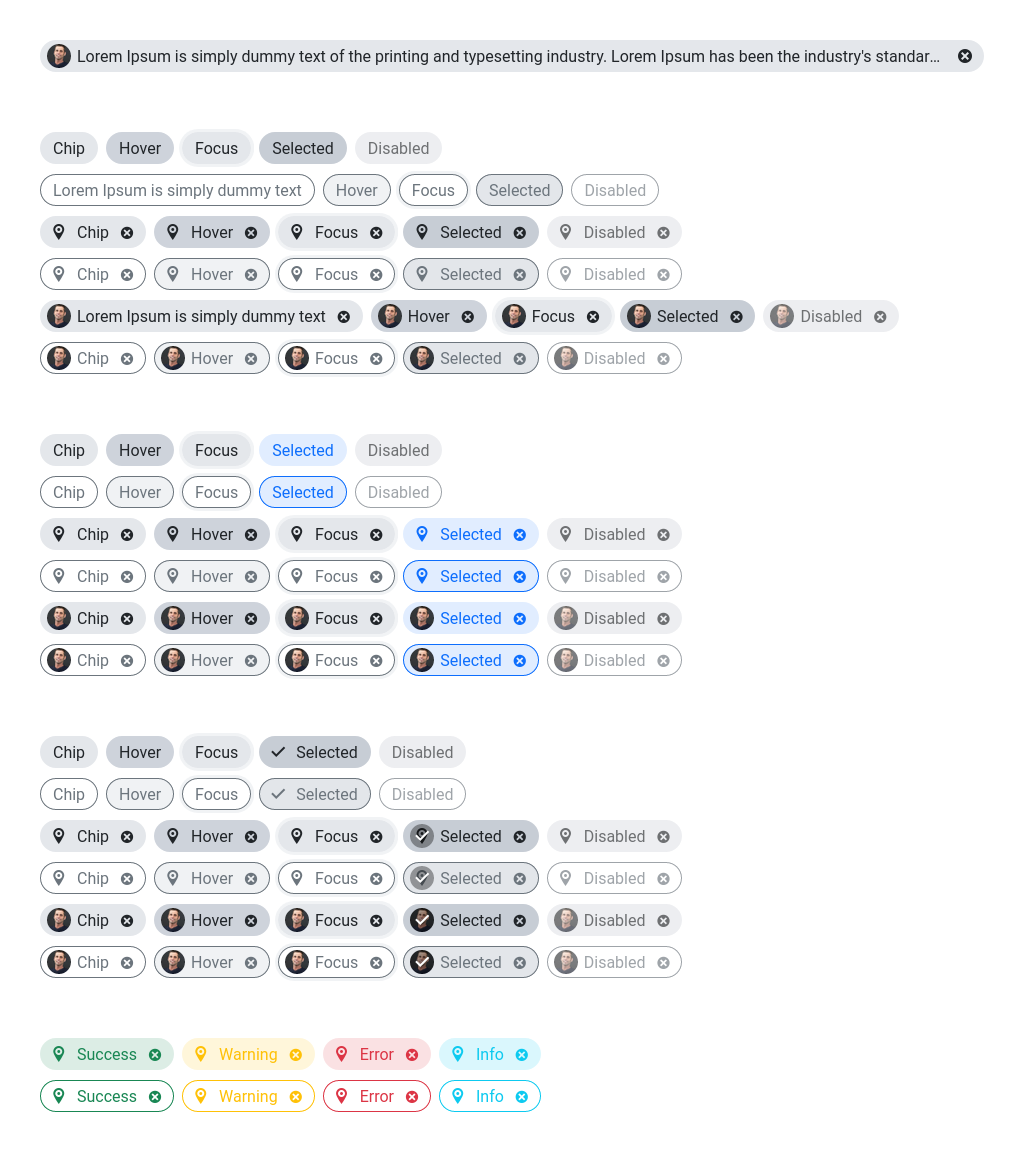 Lorem Ipsum is simply dummy text of the printing and typesetting industry. Lorem Ipsum has been the industry's standar...
Chip Hover Focus Selected Disabled
Lorem Ipsum is simply dummy text Hover Focus Selected Disabled
Chip Hover Focus Selected Disabled
Chip Hover Focus Selected Disabled
Lorem Ipsum is simply dummy text Hover Focus Selected Disabled
Chip Hover Focus Selected Disabled
Chip Hover Focus Selected Disabled
Chip Hover Focus Selected Disabled
Chip Hover Focus Selected Disabled
Chip Hover Focus Selected Disabled
Chip Hover Focus Selected Disabled
Chip Hover Focus Selected Disabled
Chip Hover Focus Selected Disabled
Chip Hover Focus Selected Disabled
Chip Hover Focus Selected Disabled
Chip Hover Focus Selected Disabled
Chip Hover Focus Selected Disabled
Chip Hover Focus Selected Disabled
Success Warning Error Info
Success Warning Error Info